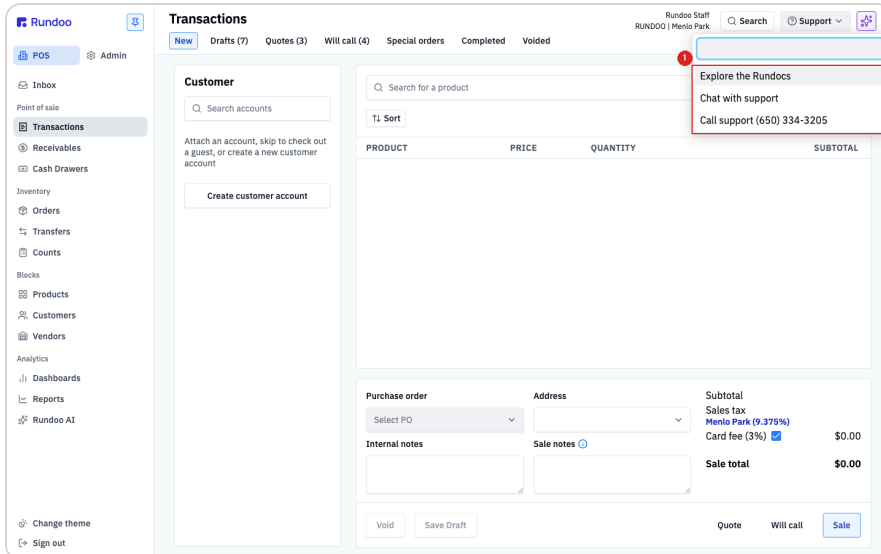 Rundoo
POS
Admin
Inbox
Point of sale
Transactions
Receivables
Cash Drawers
Inventory
Orders
Transfers
Counts
Blocks
Products
Customers
Vendors
Analytics
Dashboards
Reports
Rundoo AI
Change theme
Sign out
Transactions
Rundoo Staff
RUNDOO | Menlo Park
Search
Support
New
Drafts (7)
Quotes (3)
Will call (4)
Special orders
Completed
Voided
1
Explore the Rundocs
Chat with support
Call support (650) 334-3205
Customer
Search accounts
Attach an account, skip to check out
a guest, or create a new customer
account
Create customer account
Search for a product
Sort
PRODUCT PRICE QUANTITY SUBTOTAL
Purchase order
Select PO
Address
Internal notes
Sale notes
Subtotal
Sales tax
Menlo Park (9.375%)
Card fee (3%) $0.00
Sale total $0.00
Void
Save Draft
Quote
Will call
Sale